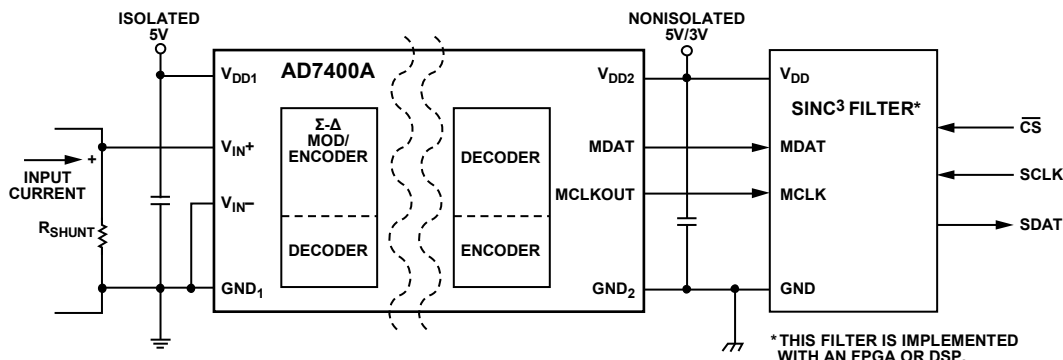 ISOLATED
5V
NONISOLATED
5V/3V
AD7400A
VDD1
VDD2
VDD
SINC3 FILTER*
Σ-Δ
MOD/
ENCODER
DECODER
VIN+
MDAT
MDAT
CS
+
INPUT
CURRENT
SCLK
MCLKOUT
MCLK
VIN–
RSHUNT
DECODER
ENCODER
SDAT
GND1
GND2
GND
*THIS FILTER IS IMPLEMENTED
WITH AN FPGA OR DSP.